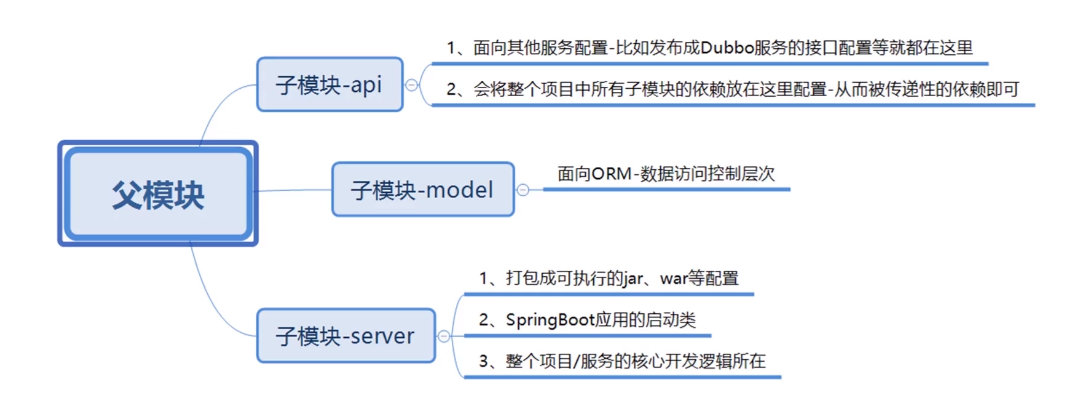 父模块
子模块-api
1、面向其他服务配置-比如发布成Dubbo服务的接口配置等就都在这里
2、会将整个项目中所有子模块的依赖放在这里配置-从而被传递性的依赖即可
子模块-model
面向ORM-数据访问控制层次
子模块-server
1、打包成可执行的jar、war等配置
2、SpringBoot应用的启动类
3、整个项目/服务的核心开发逻辑所在